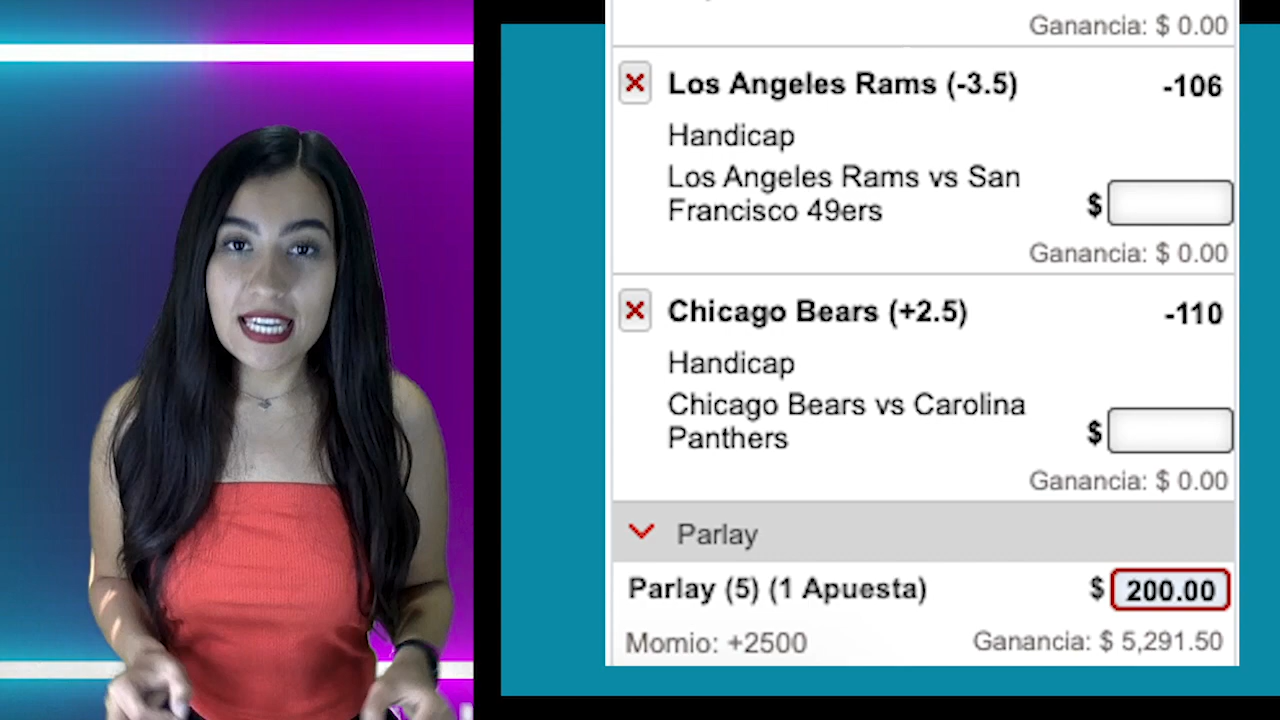 Ganancia: $ 0.00
Los Angeles Rams (-3.5) -106
Handicap
Los Angeles Rams vs San
Francisco 49ers $
Ganancia: $ 0.00
Chicago Bears (+2.5) -110
Handicap
Chicago Bears vs Carolina
Panthers $
Ganancia: $ 0.00
Parlay
Parlay (5) (1 Apuesta) $ 200.00
Momio: +2500 Ganancia: $ 5,291.50